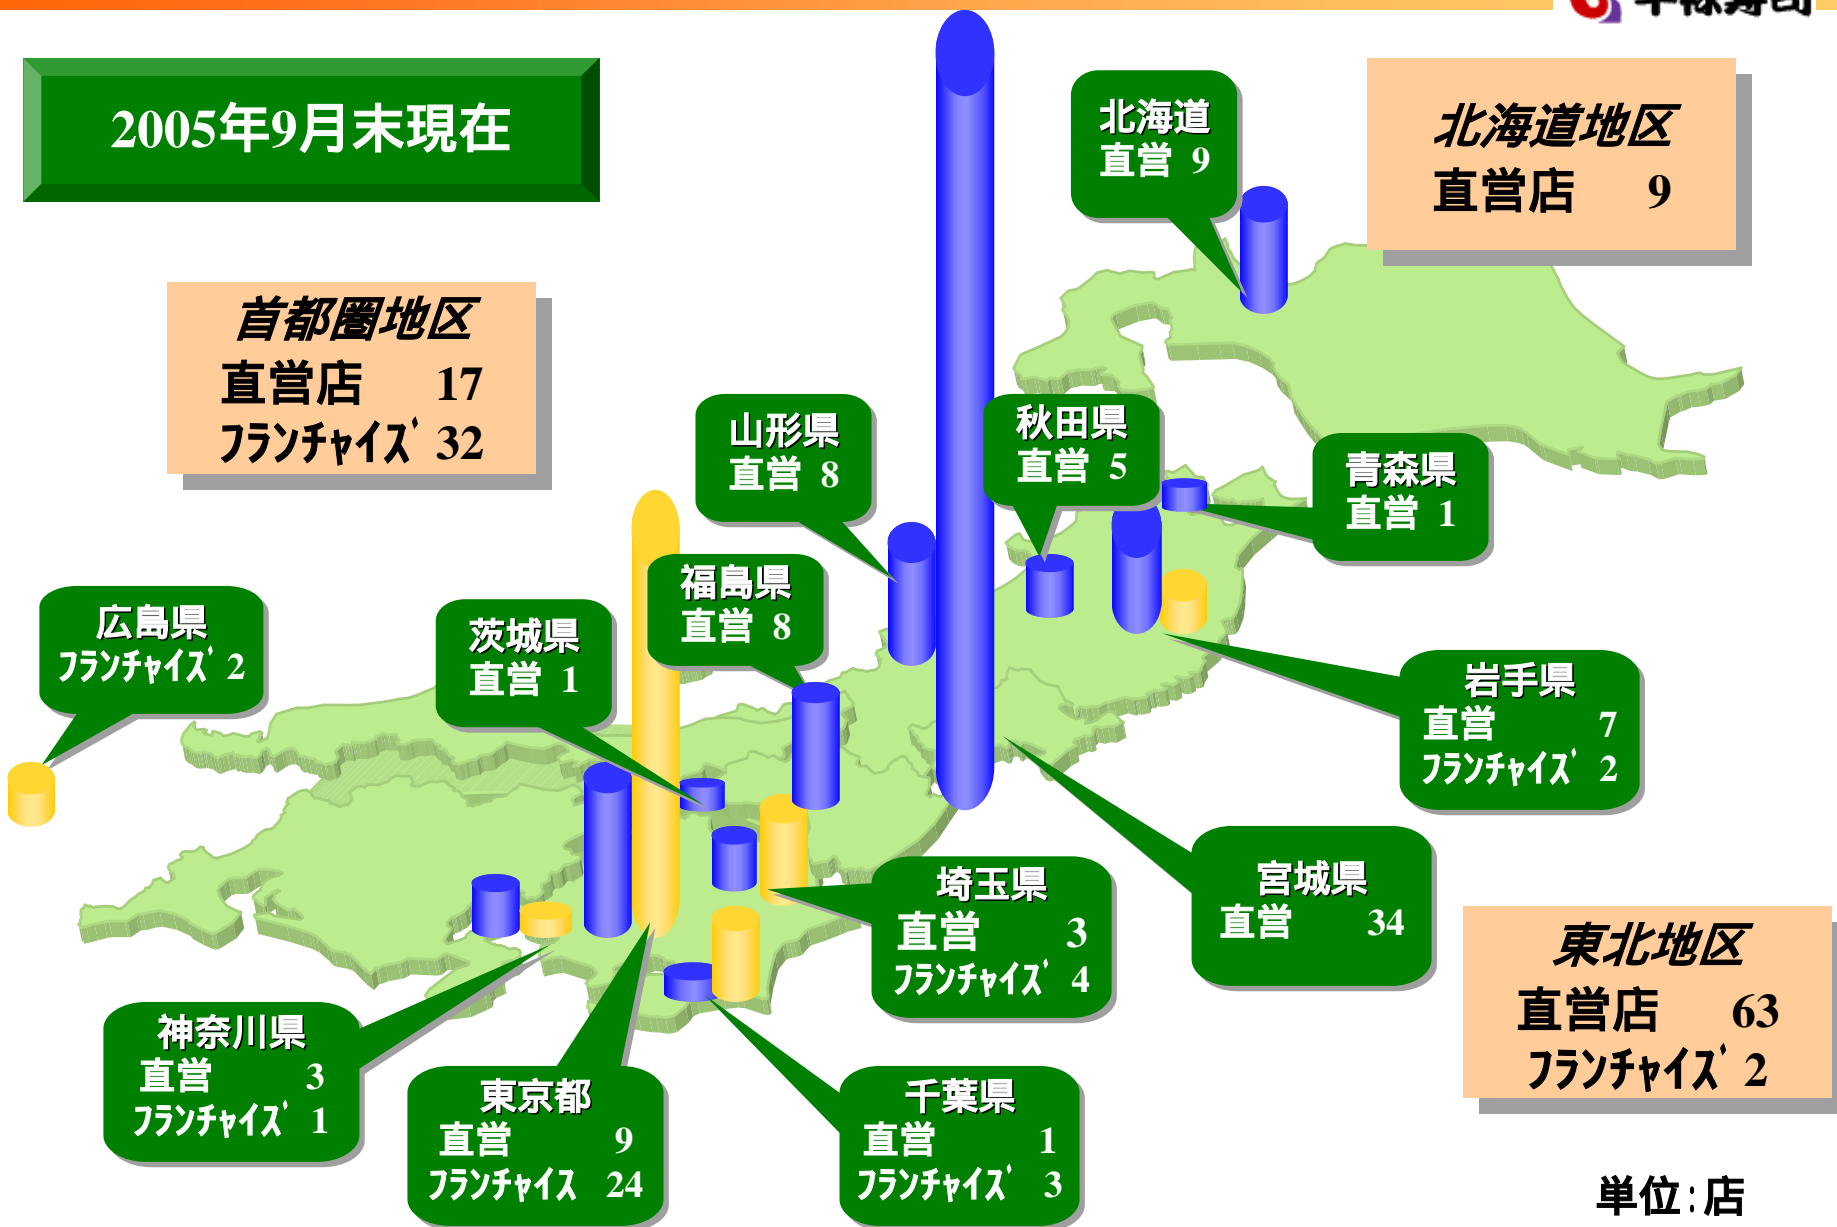 2005年9月末現在
北海道
直営 9
北海道地区
直営店 9
首都圏地区
直営店 17
フランチャイズ 32
山形県
直営 8
秋田県
直営 5
青森県
直営 1
福島県
直営 8
茨城県
直営 1
広島県
フランチャイズ 2
岩手県
直営 7
フランチャイズ 2
埼玉県
直営 3
フランチャイズ 4
宮城県
直営 34
東北地区
直営店 63
フランチャイズ 2
神奈川県
直営 3
フランチャイズ 1
東京都
直営 9
フランチャイズ 24
千葉県
直営 1
フランチャイズ 3
単位:店